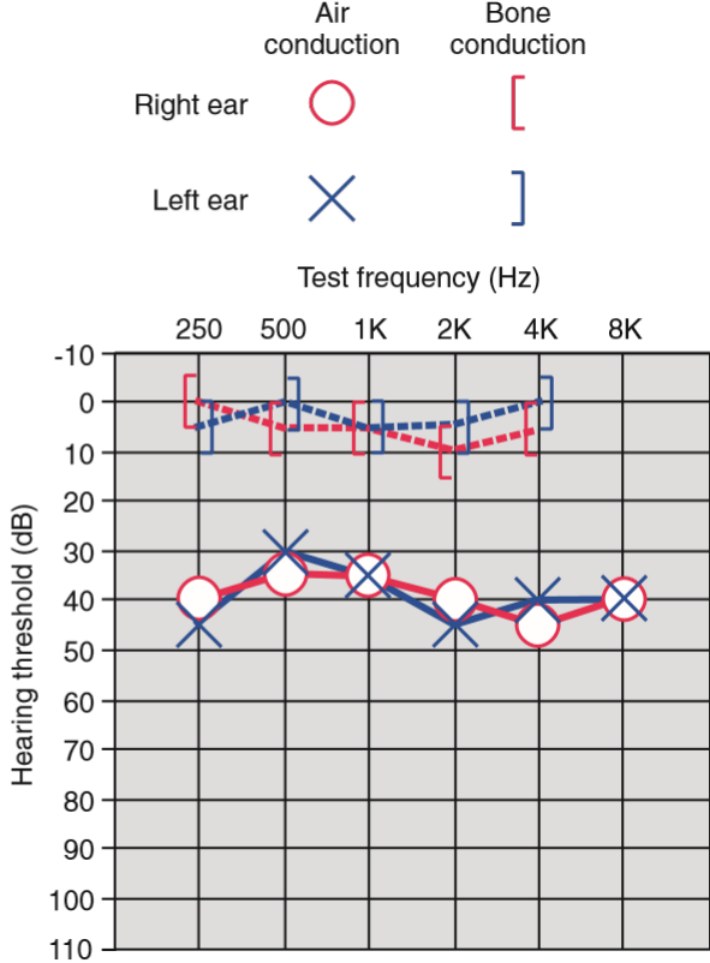 Air conduction
Bone conduction
Right ear
Left ear
Test frequency (Hz)
250 500 1K 2K 4K 8K
Hearing threshold (dB)
-10
0
10
20
30
40
50
60
70
80
90
100
110